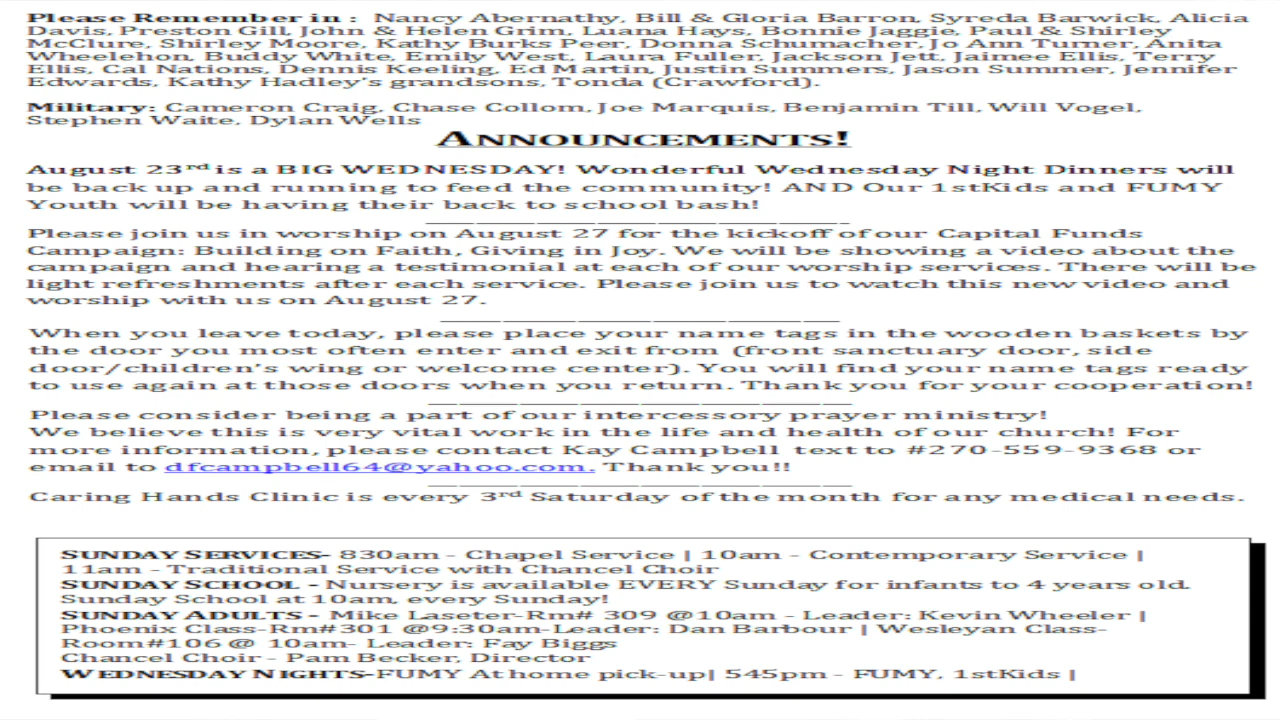 Please Remember in : Nancy Abernathy, Bill & Gloria Barron, Syreda Barwick, Alicia
Davis, Preston Gill, John & Helen Grim, Luana Hays, Bonnie Jaggie, Paul & Shirley
McClure, Shirley Moore, Kathy Burks Peer, Donna Schumacher, Jo Ann Turner, Anita
Wheelehon, Buddy White, Emily West, Laura Fuller, Jackson Jett, Jaimee Ellis, Terry
Ellis, Cal Nations, Dennis Keeling, Ed Martin, Justin Summers, Jason Summer, Jennifer
Edwards, Kathy Hadley's grandsons, Tonda (Crawford).
Military: Cameron Craig, Chase Collom, Joe Marquis, Benjamin Till, Will Vogel,
Stephen Waite, Dylan Wells
ANNOUNCEMENTS!
August 23rd is a BIG WEDNESDAY! Wonderful Wednesday Night Dinners will
be back up and running to feed the community! AND Our 1stKids and FUMY
Youth will be having their back to school bash!
Please join us in worship on August 27 for the kickoff of our Capital Funds
Campaign: Building on Faith, Giving in Joy. We will be showing a video about the
campaign and hearing a testimonial at each of our worship services. There will be
light refreshments after each service. Please join us to watch this new video and
worship with us on August 27.
When you leave today, please place your name tags in the wooden baskets by
the door you most often enter and exit from (front sanctuary door, side
door/children's wing or welcome center). You will find your name tags ready
to use again at those doors when you return. Thank you for your cooperation!
Please consider being a part of our intercessory prayer ministry!
We believe this is very vital work in the life and health of our church! For
more information, please contact Kay Campbell text to #270-559-9368 or
email to dfcampbell64@yahoo.com. Thank you!!
Caring Hands Clinic is every 3rd Saturday of the month for any medical needs.
SUNDAY SERVICES- 830am - Chapel Service | 10am - Contemporary Service |
11am - Traditional Service with Chancel Choir
SUNDAY SCHOOL - Nursery is available EVERY Sunday for infants to 4 years old.
Sunday School at 10am, every Sunday!
SUNDAY ADULTS - Mike Laseter-Rm# 309 @10am - Leader: Kevin Wheeler |
Phoenix Class-Rm#301 @9:30am-Leader: Dan Barbour | Wesleyan Class-
Room#106 @ 10am- Leader: Fay Biggs
Chancel Choir - Pam Becker, Director
WEDNESDAY NIGHTS-FUMY At home pick-up| 545pm - FUMY, 1stKids |